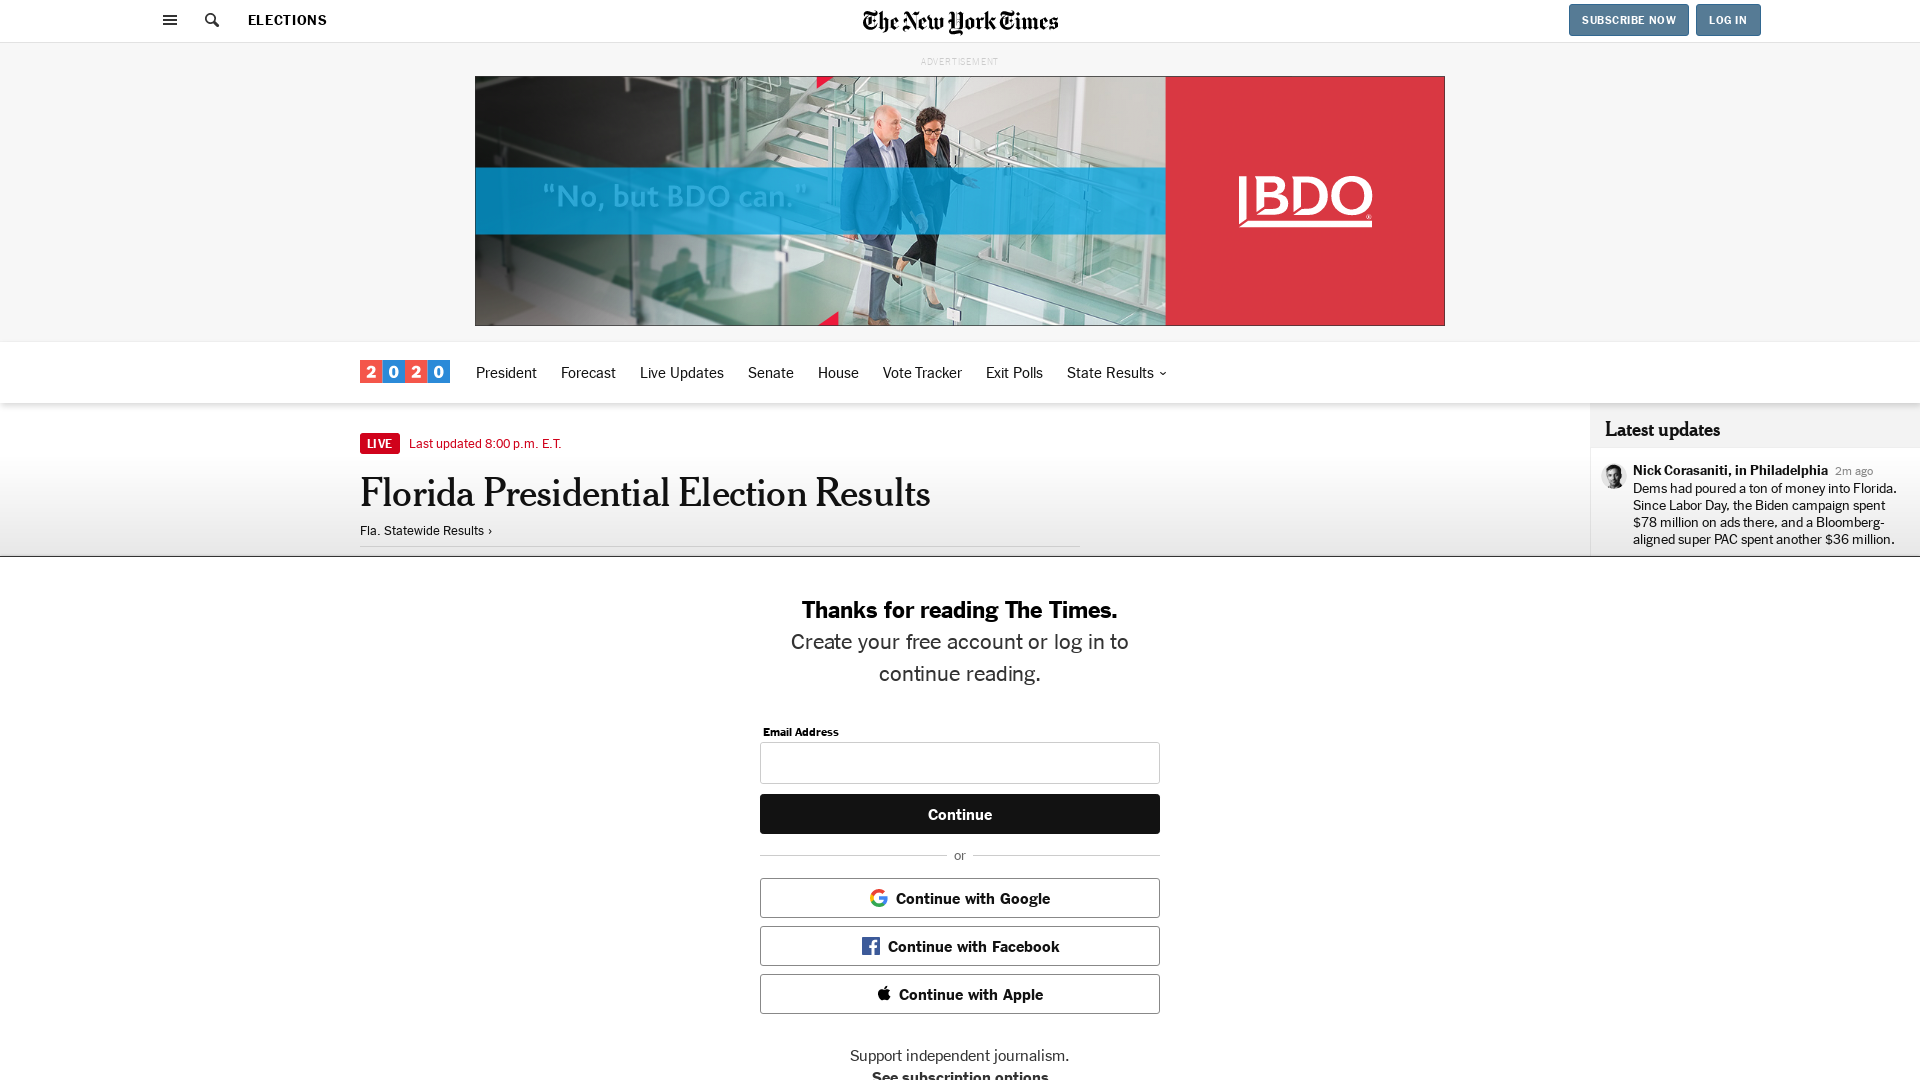 ELECTIONS
The New York Times
SUBSCRIBE NOW
LOG IN
ADVERTISEMENT
“No, but BDO can.”
BDO
®
2020
President
Forecast
Live Updates
Senate
House
Vote Tracker
Exit Polls
State Results
LIVE
Last updated 8:00 p.m. E.T.
Florida Presidential Election Results
Fla. Statewide Results ›
Latest updates
Nick Corasaniti, in Philadelphia 2m ago
Dems had poured a ton of money into Florida.
Since Labor Day, the Biden campaign spent
$78 million on ads there, and a Bloomberg-
aligned super PAC spent another $36 million.
Thanks for reading The Times.
Create your free account or log in to
continue reading.
Email Address
Continue
or
Continue with Google
Continue with Facebook
Continue with Apple
Support independent journalism.
See subscription options